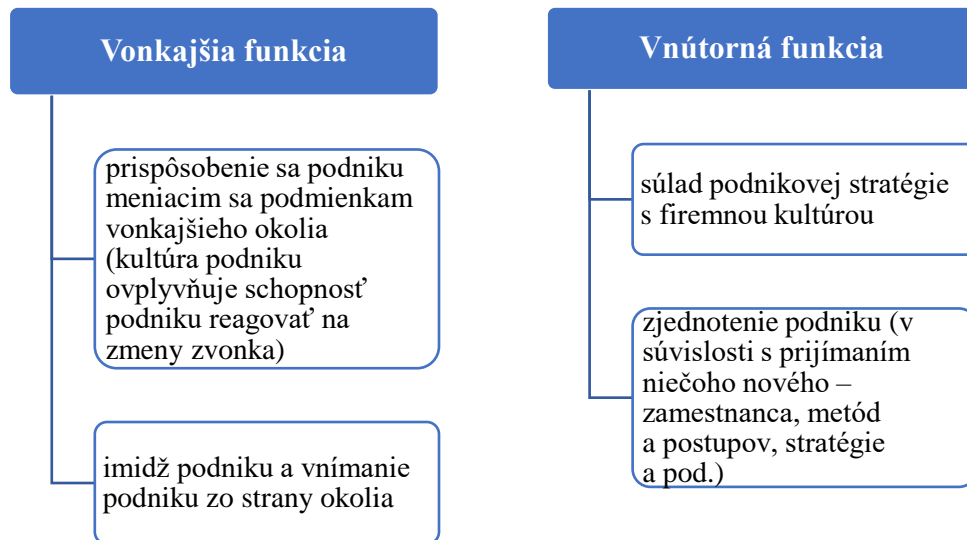 Vonkajšia funkcia
prispôsobenie sa podniku
meniacim sa podmienkam
vonkajšieho okolia
(kultúra podniku
ovplyvňuje schopnosť
podniku reagovať na
zmeny zvonka)
imidž podniku a vnímanie
podniku zo strany okolia
Vnútorná funkcia
súlad podnikovej stratégie
s firemnou kultúrou
zjednotenie podniku (v
súvislosti s prijímaním
niečoho nového –
zamestnanca, metód
a postupov, stratégie
a pod.)